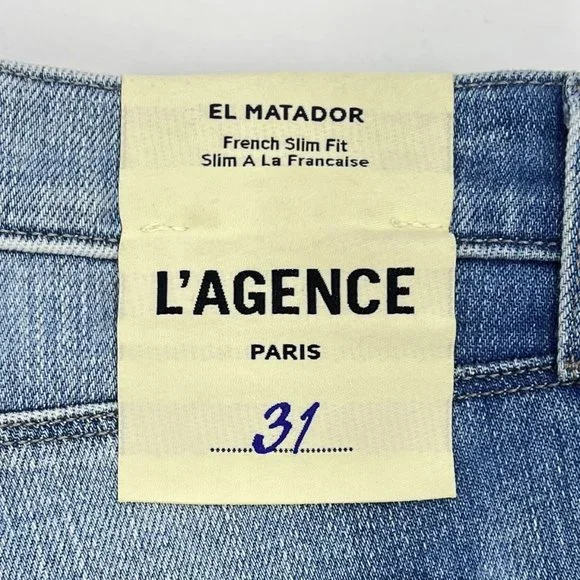 EL MATADOR
French Slim Fit
Slim A La Francaise
L'AGENCE
PARIS
31